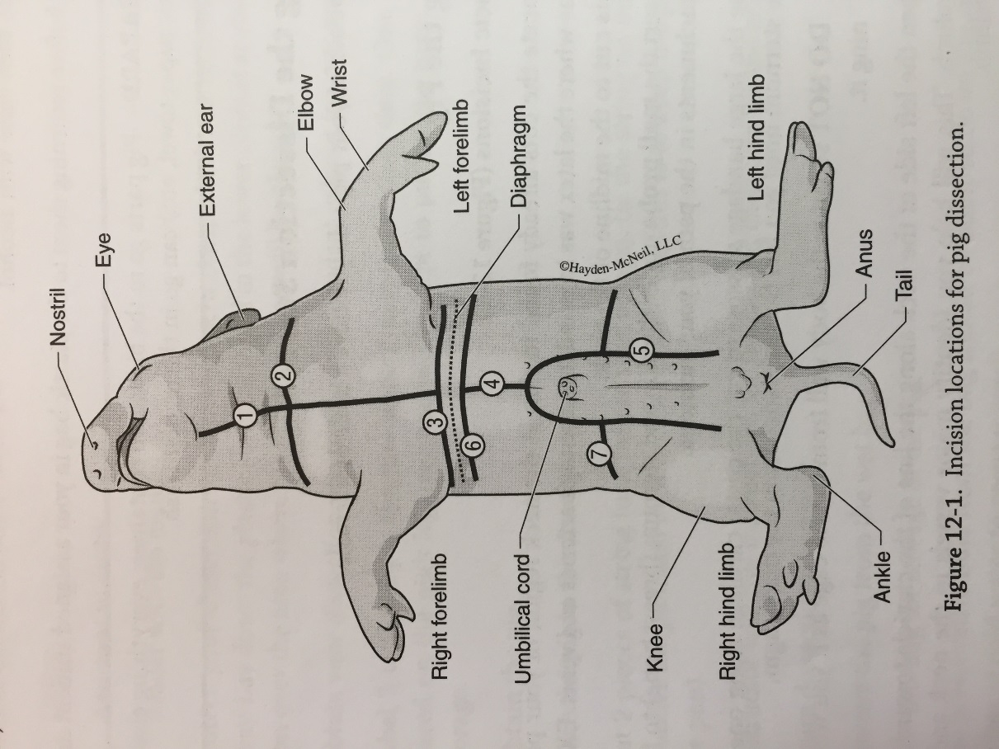 Nostril
Eye
External ear
Elbow
Wrist
Left forelimb
Diaphragm
©Hayden-McNeil, LLC
Left hind limb
Anus
Tail
1
2
3
4
5
6
7
Right forelimb
Umbilical cord
Knee
Right hind limb
Ankle
Figure 12-1. Incision locations for pig dissection.